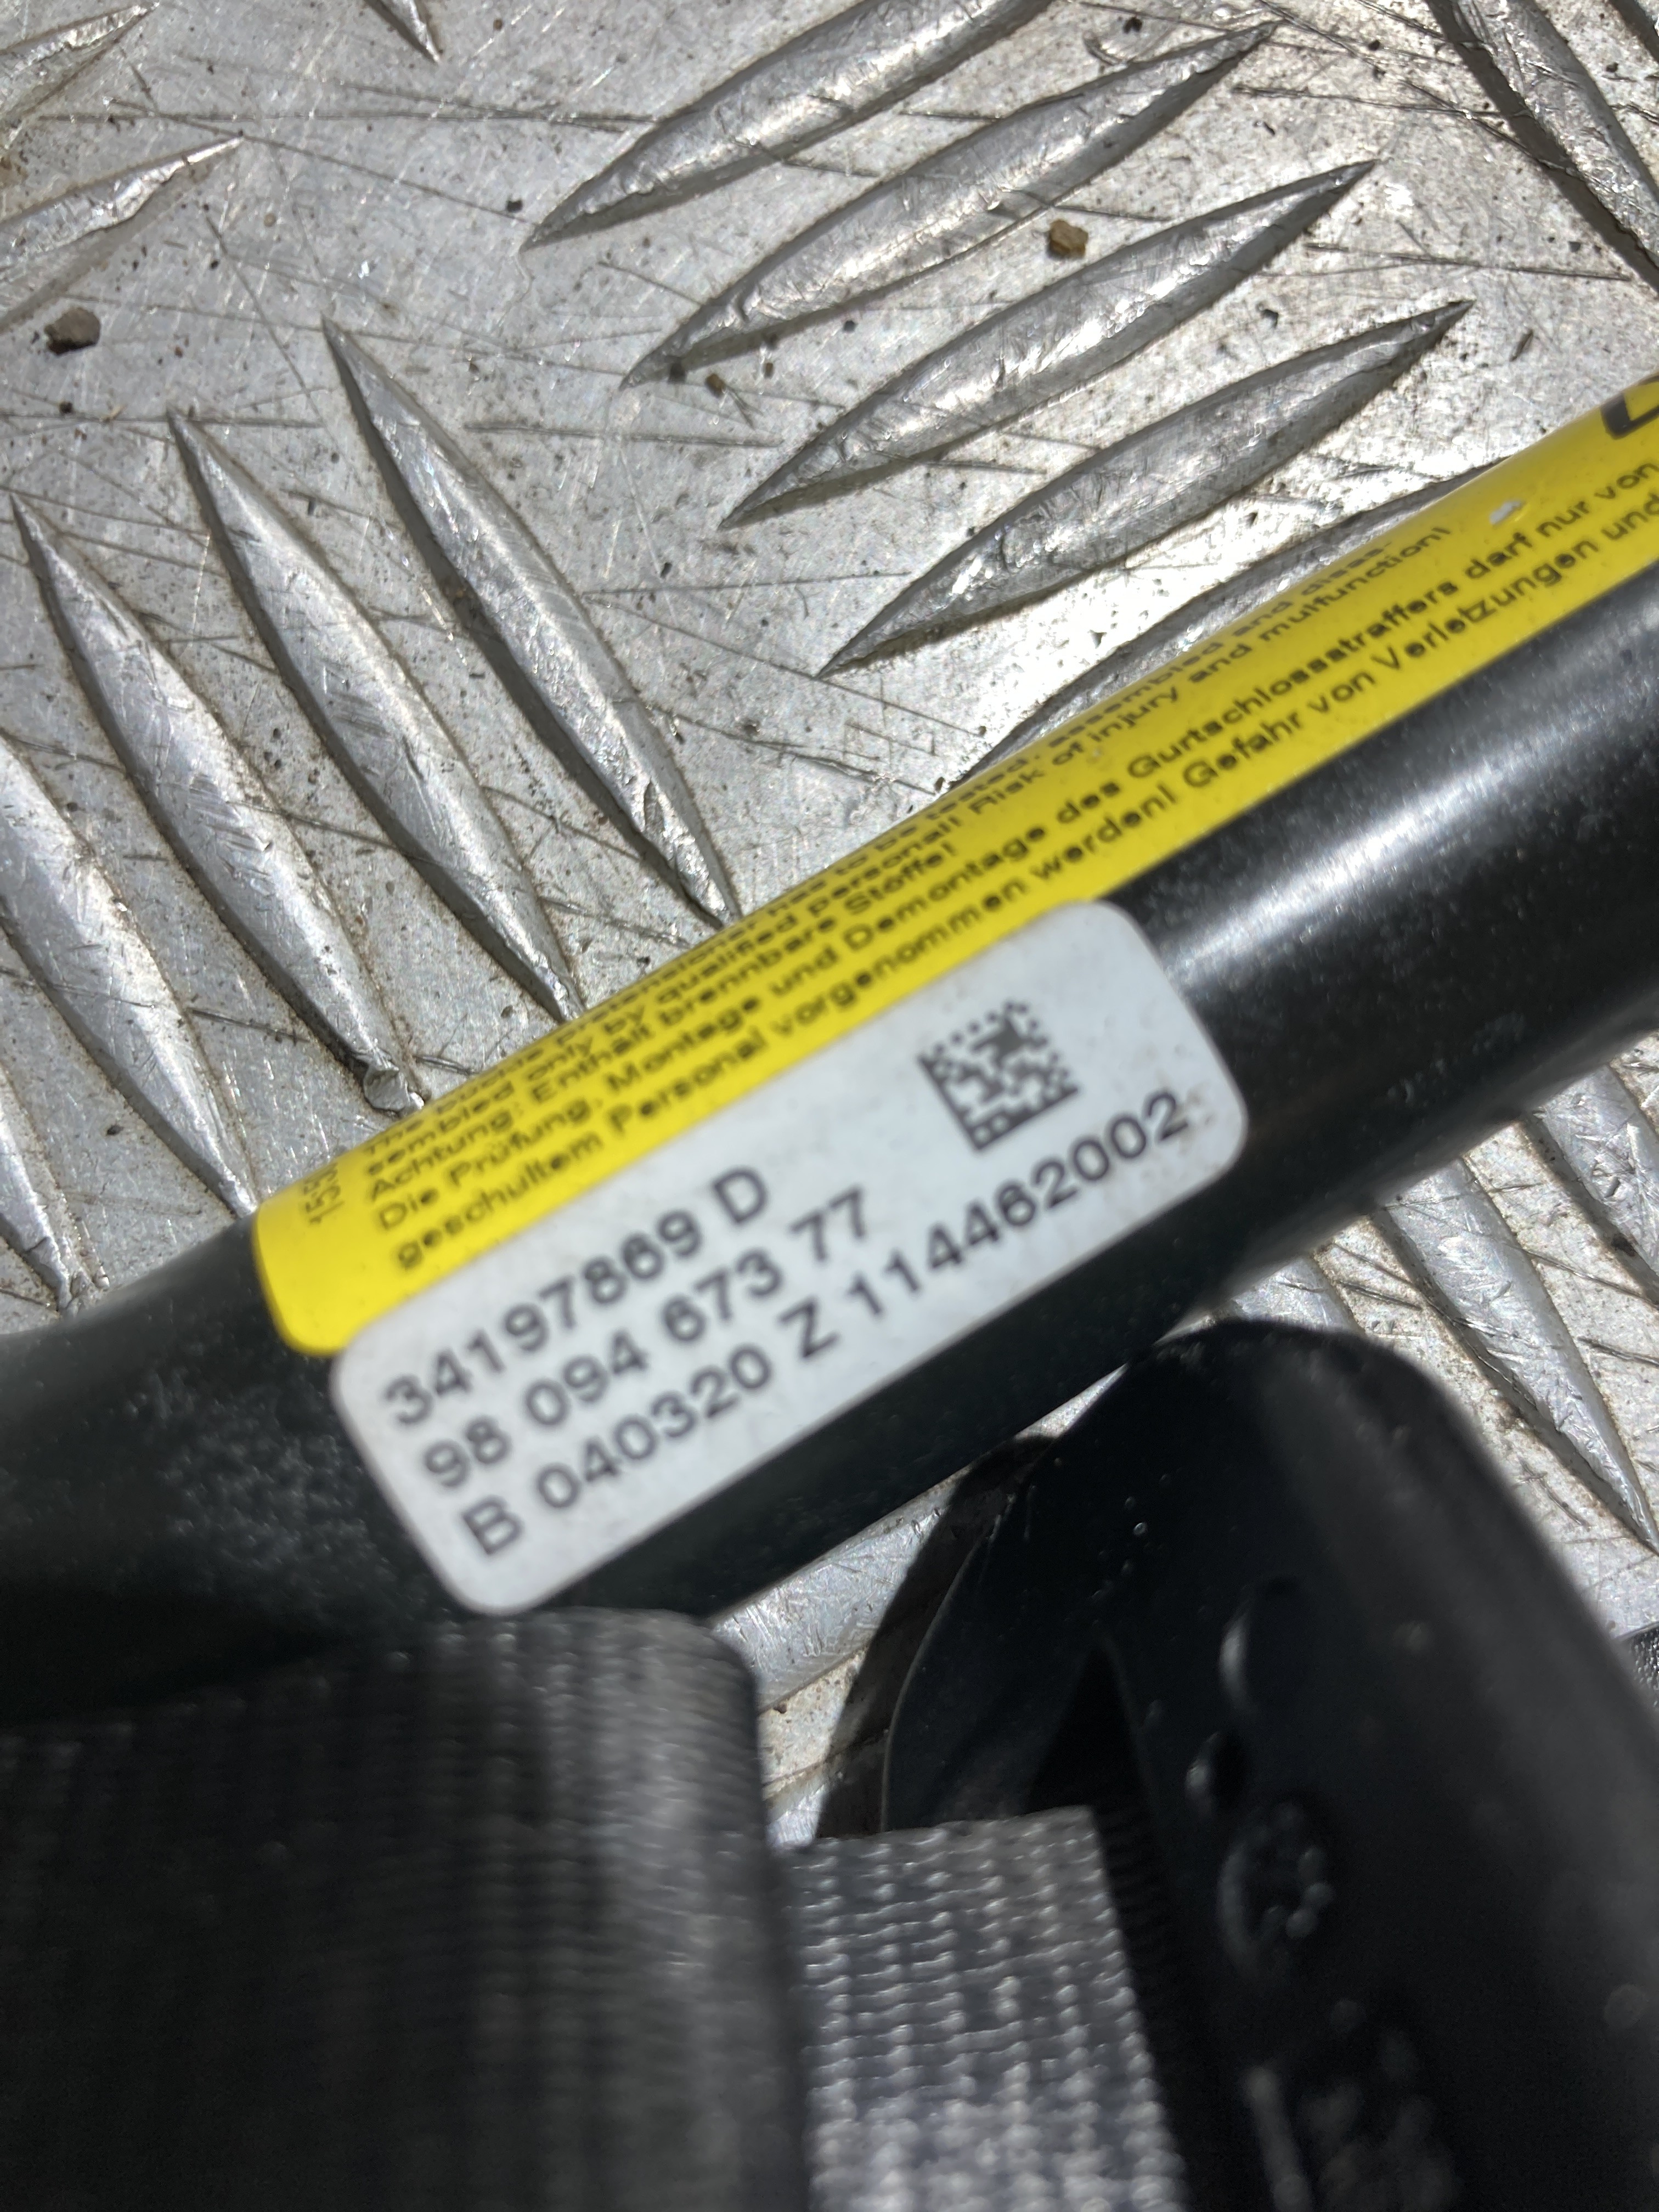 The buckle Pretensioner has to be tested, assembled and disas-
sembled only by qualified personal! Risk of injury and mulfunction!
Achtung: Enthält brennbare Stoffe!
Die Prüfung, Montage und Demontage des Gurtschlossstraffers darf nur von
geschultem Personal vorgenommen werden! Gefahr von Verletzungen und
34197869 D
98 094 673 77
B 040320 Z 114462002